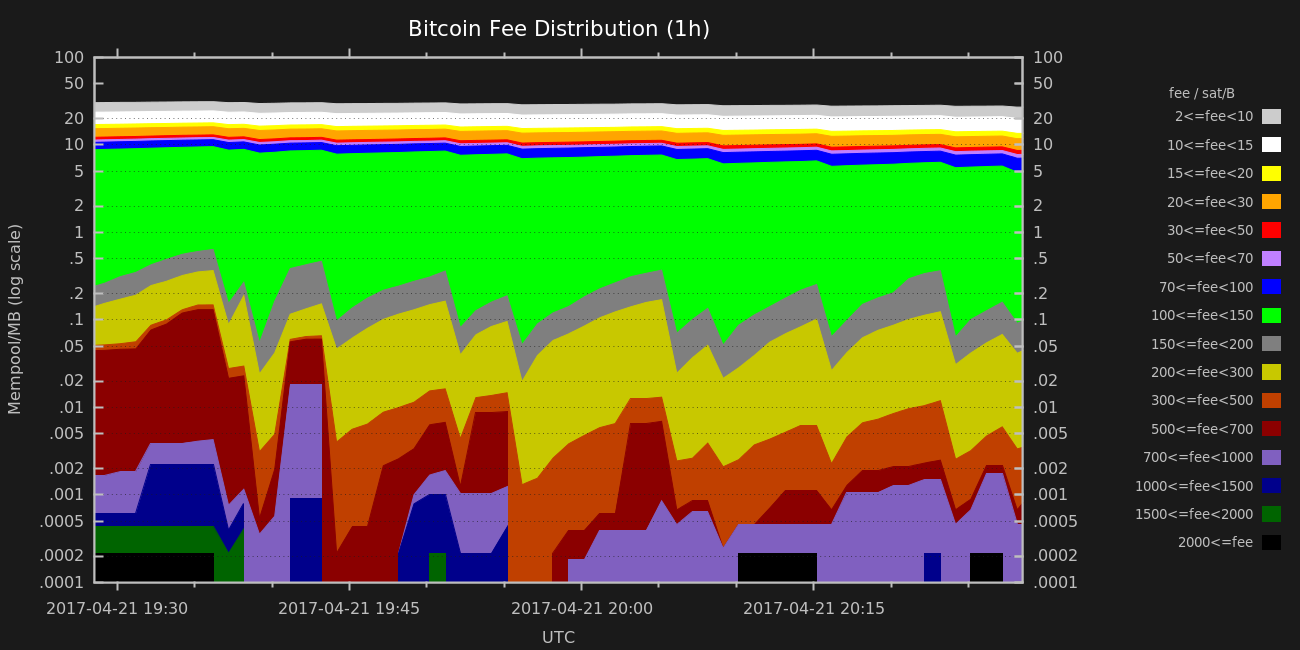 Bitcoin Fee Distribution (1h)
100
50
20
10
5
2
1
.5
.2
.1
.05
.02
.01
.005
.002
.001
.0005
.0002
.0001
Mempool/MB (log scale)
100
50
20
10
5
2
1
.5
.2
.1
.05
.02
.01
.005
.002
.001
.0005
.0002
.0001
2017-04-21 19:30
2017-04-21 19:45
2017-04-21 20:00
2017-04-21 20:15
UTC
fee / sat/B
2<=fee<10
10<=fee<15
15<=fee<20
20<=fee<30
30<=fee<50
50<=fee<70
70<=fee<100
100<=fee<150
150<=fee<200
200<=fee<300
300<=fee<500
500<=fee<700
700<=fee<1000
1000<=fee<1500
1500<=fee<2000
2000<=fee